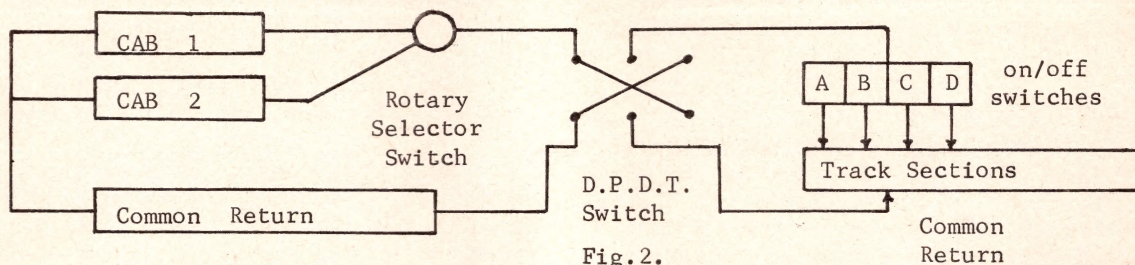 CAB 1
CAB 2
Rotary
Selector
Switch
Common Return
D.P.D.T.
Switch
Fig.2.
A B C D
on/off
switches
Track Sections
Common
Return